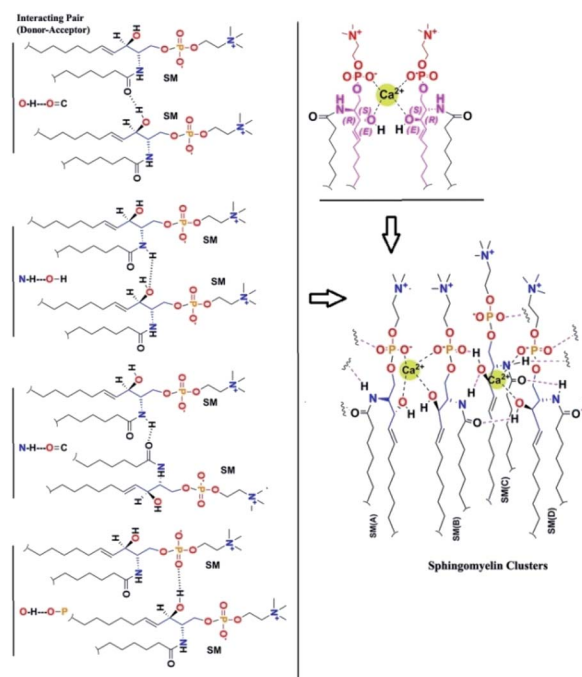 Interacting Pair
(Donor-Acceptor)
SM
O-H---O=C
SM
SM
N-H---O-H
SM
SM
N-H---O=C
SM
SM
O-H---O-P
SM
Ca2+
(S)
(R)
(E)
(S)
(R)
(E)
Ca2+
Ca2+
SM(A)
SM(B)
SM(C)
SM(D)
Sphingomyelin Clusters